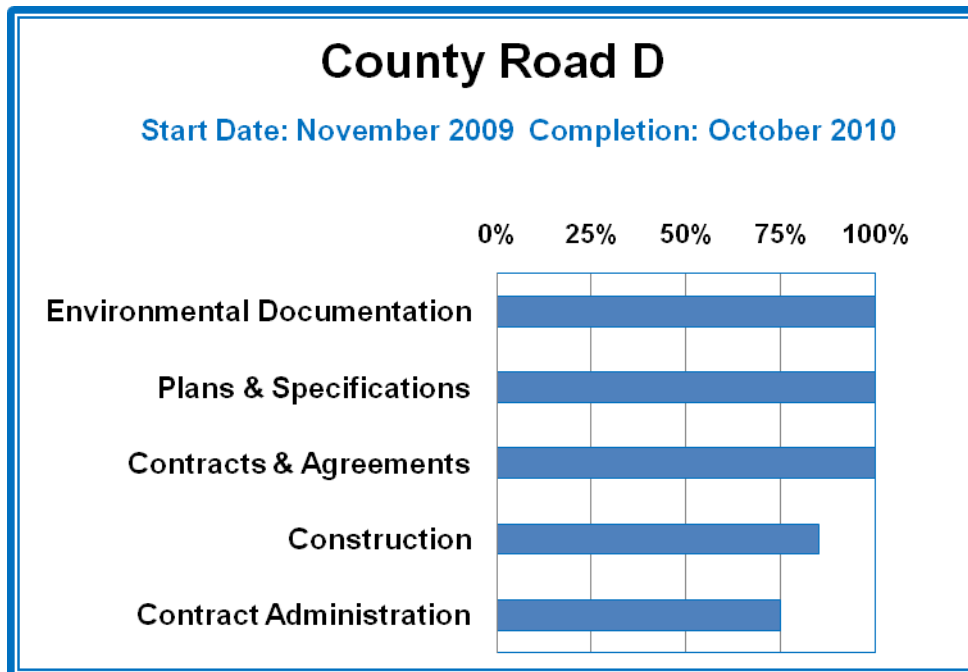 County Road D
Start Date: November 2009 Completion: October 2010
0% 25% 50% 75% 100%
Environmental Documentation
Plans & Specifications
Contracts & Agreements
Construction
Contract Administration